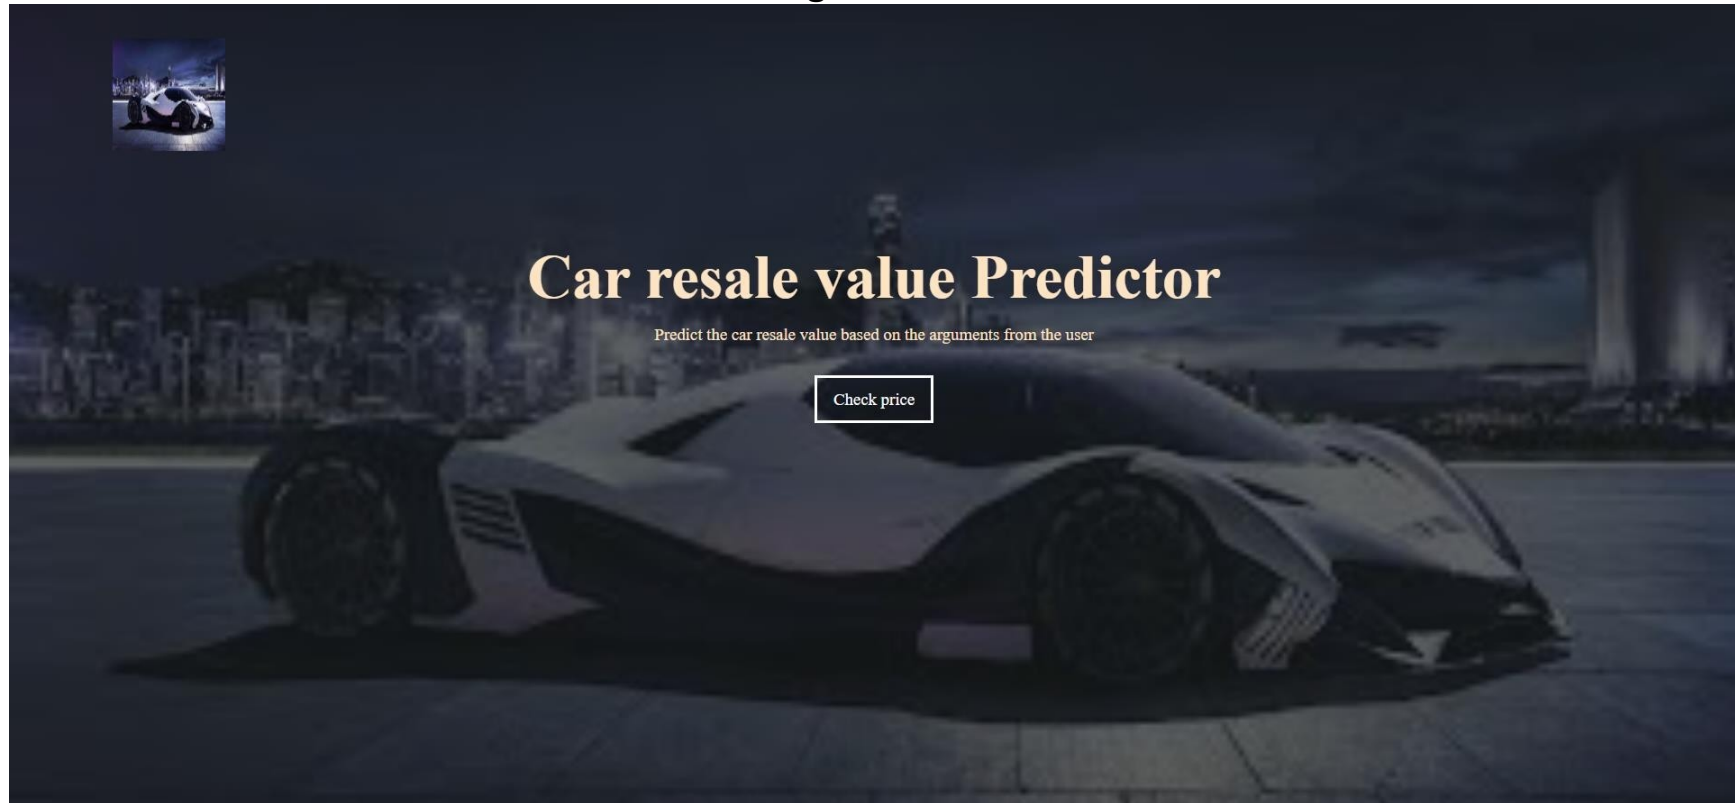 Car resale value Predictor
Predict the car resale value based on the arguments from the user
Check price